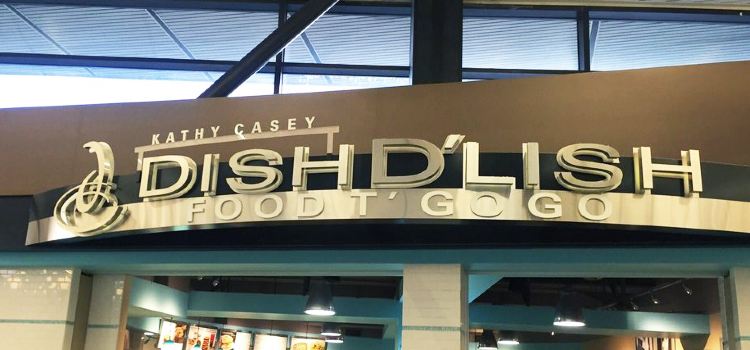 KATHY CASEY
DISH D'LISH
FOOD T' GO GO